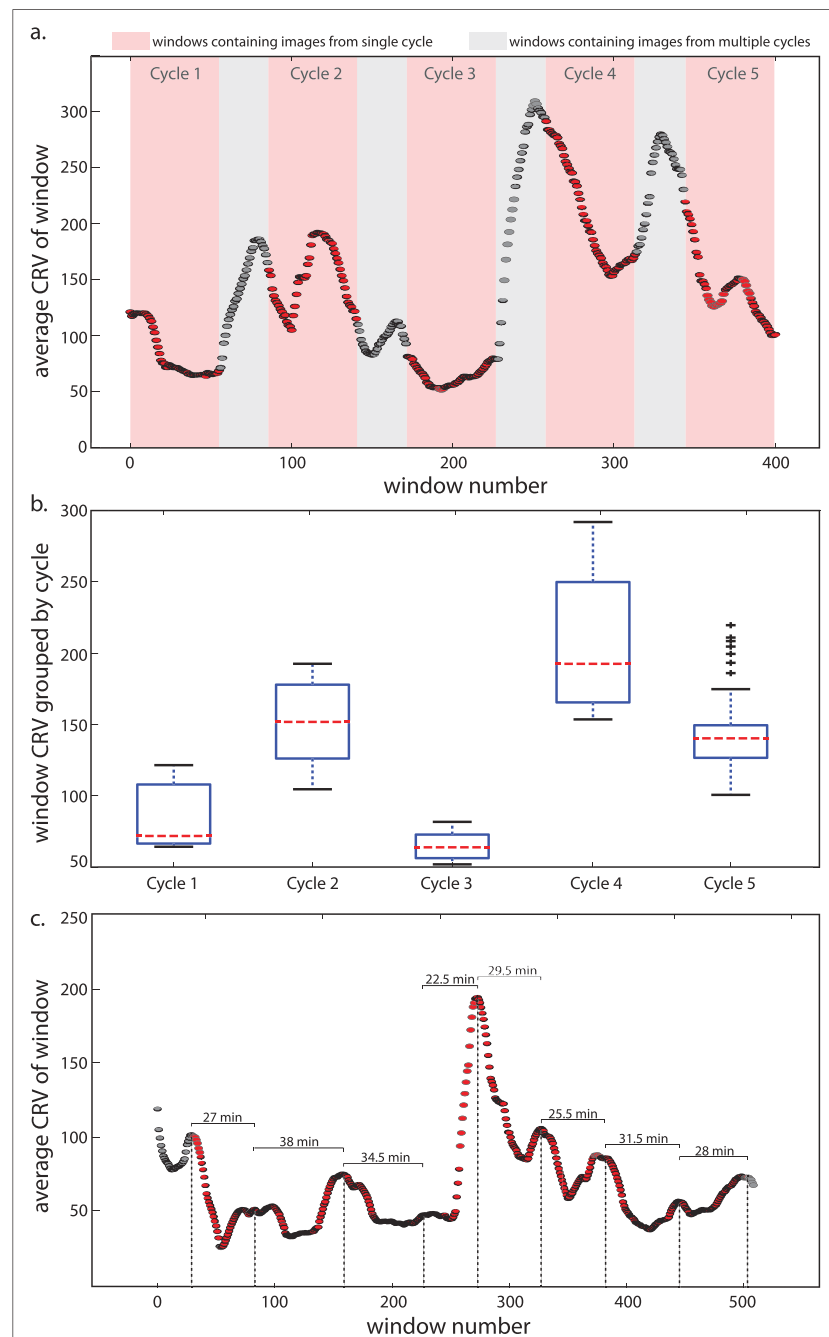 a.
windows containing images from single cycle
windows containing images from multiple cycles
Cycle 1
Cycle 2
Cycle 3
Cycle 4
Cycle 5
average CRV of window
300
250
200
150
100
50
0
0
100
200
300
400
window number
b.
window CRV grouped by cycle
300
250
200
150
100
50
Cycle 1
Cycle 2
Cycle 3
Cycle 4
Cycle 5
c.
average CRV of window
250
200
150
100
50
22.5 min
29.5 min
27 min
38 min
34.5 min
25.5 min
31.5 min
28 min
0
100
200
300
400
500
window number